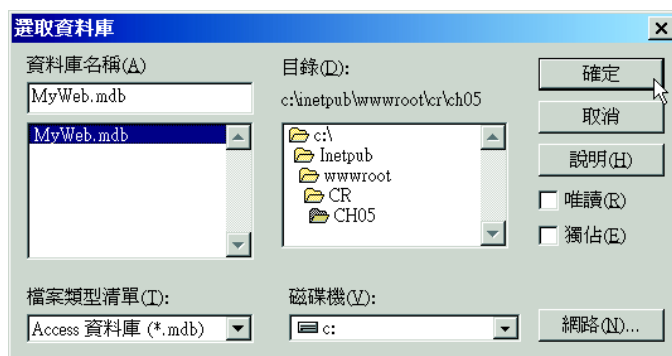 選取資料庫
資料庫名稱(A)
MyWeb.mdb
MyWeb.mdb
目錄(D):
c:\inetpub\wwwroot\cr\ch05
c:\
Inetpub
wwwroot
CR
CH05
確定
取消
說明(H)
唯讀(R)
獨佔(E)
檔案類型清單(T):
Access 資料庫 (*.mdb)
磁碟機(V):
c:
網路(N)...